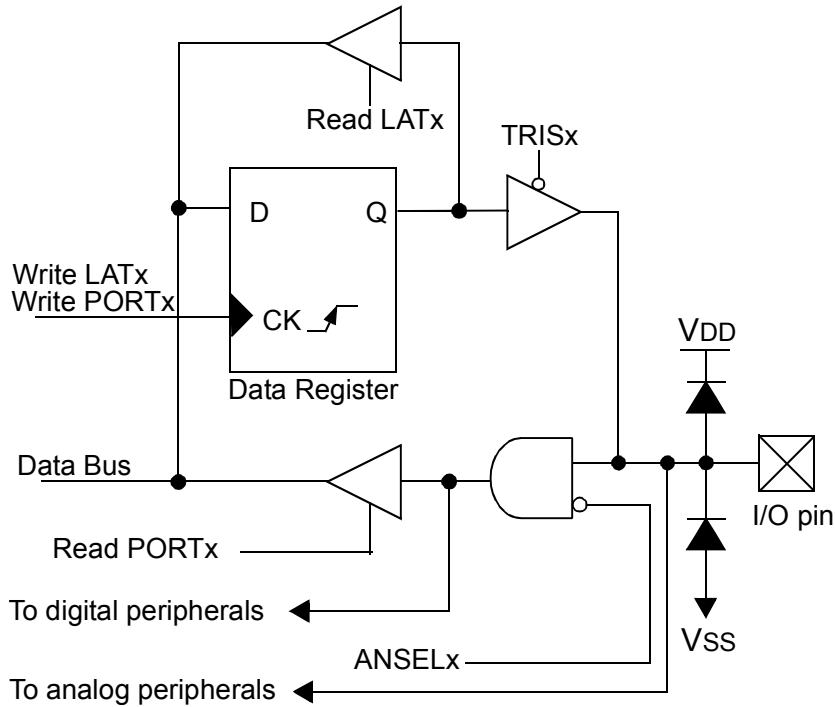 Read LATx
TRISx
D
Q
Write LATx
Write PORTx
CK
Data Register
VDD
Data Bus
I/O pin
Read PORTx
To digital peripherals
VSS
ANSELx
To analog peripherals